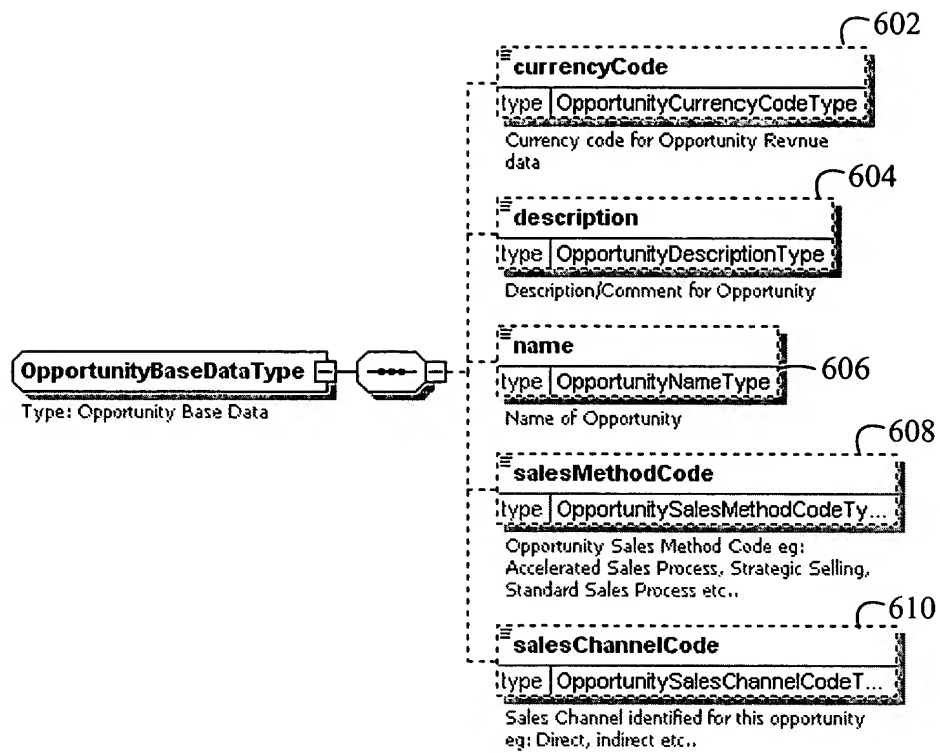 602
currencyCode
type OpportunityCurrencyCodeType
Currency code for Opportunity Revnue
data
604
description
type OpportunityDescriptionType
Description/Comment for Opportunity
name
type OpportunityNameType
606
Name of Opportunity
OpportunityBaseDataType
Type: Opportunity Base Data
608
salesMethodCode
type OpportunitySalesMethodCodeTy...
Opportunity Sales Method Code eg:
Accelerated Sales Process, Strategic Selling,
Standard Sales Process etc..
610
salesChannelCode
type OpportunitySalesChannelCodeT...
Sales Channel identified for this opportunity
eg: Direct, indirect etc..